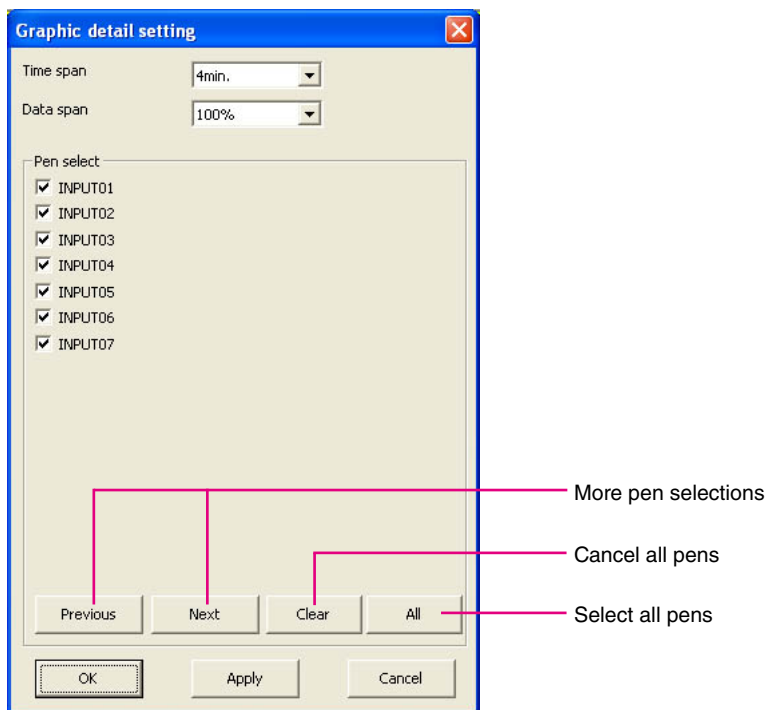 Graphic detail setting
Time span
4min.
Data span
100%
Pen select
INPUT01
INPUT02
INPUT03
INPUT04
INPUT05
INPUT06
INPUT07
More pen selections
Cancel all pens
Previous Next Clear All
Select all pens
OK Apply Cancel